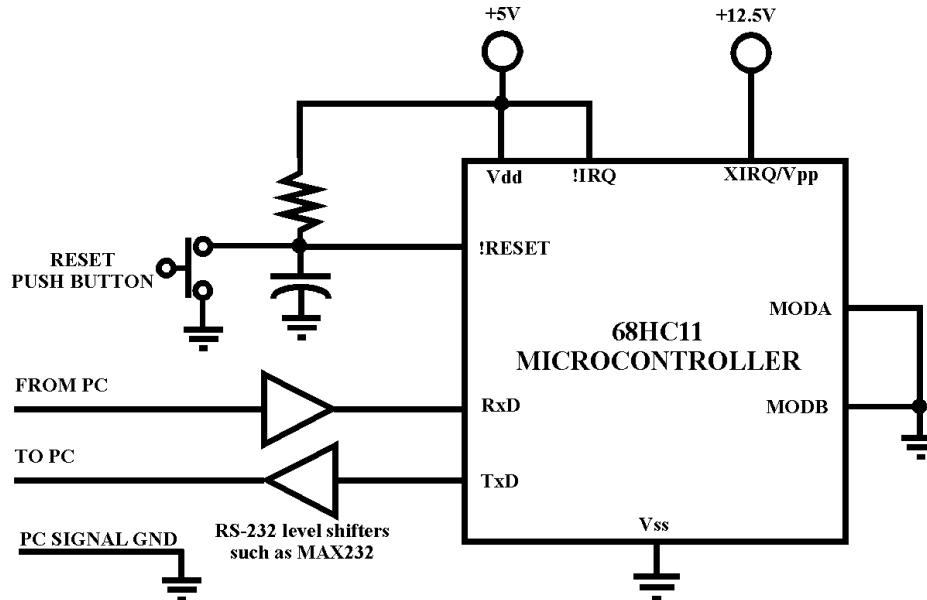 +5V
+12.5V
Vdd
!IRQ
XIRQ/Vpp
!RESET
RESET
PUSH BUTTON
MODA
68HC11
MICROCONTROLLER
FROM PC
RxD
MODB
TO PC
TxD
RS-232 level shifters
such as MAX232
Vss
PC SIGNAL GND